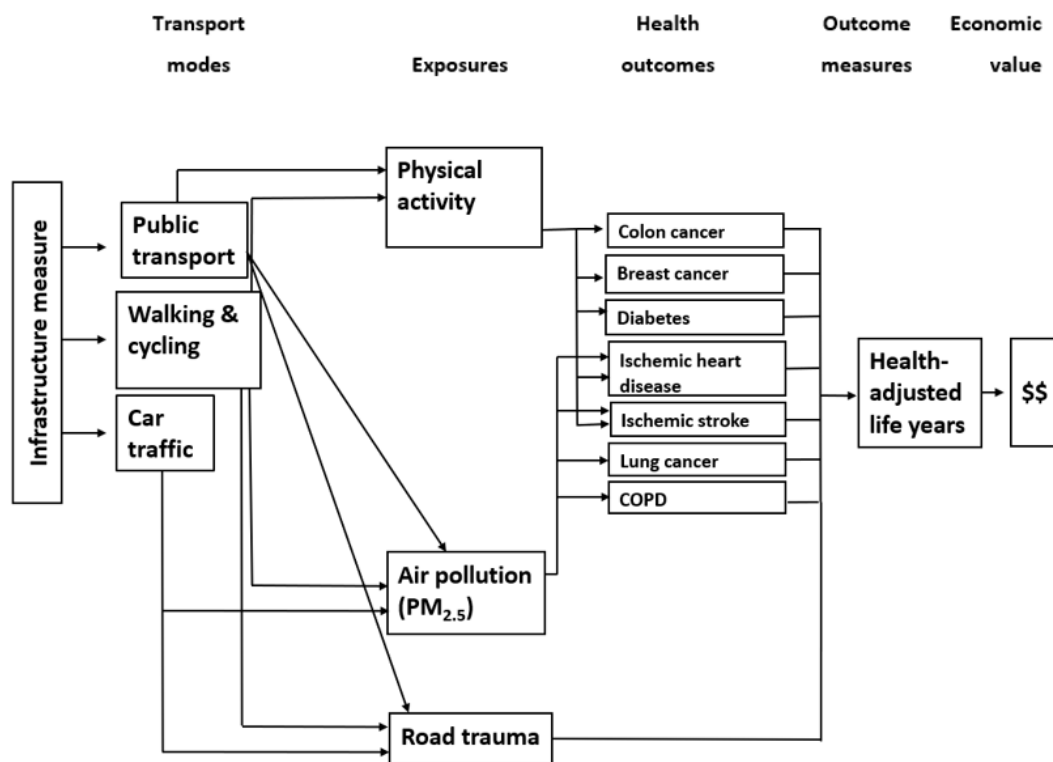 Transport
modes
Exposures
Health
outcomes
Outcome
measures
Economic
value
Infrastructure measure
Public
transport
Walking &
cycling
Car
traffic
Physical
activity
Air pollution
(PM2.5)
Road trauma
Colon cancer
Breast cancer
Diabetes
Ischemic heart
disease
Ischemic stroke
Lung cancer
COPD
Health-
adjusted
life years
$$